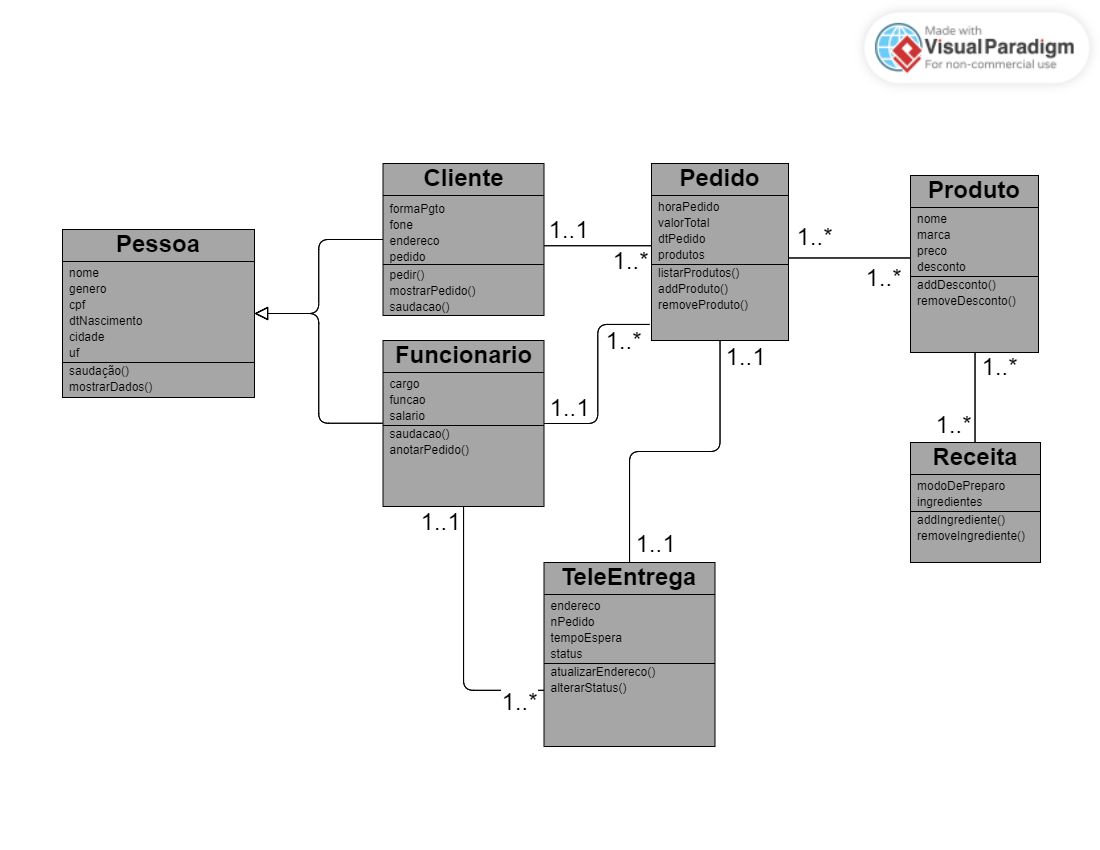 Made with
Visual Paradigm
For non-commercial use
Pessoa
nome
genero
cpf
dtNascimento
cidade
uf
saudação()
mostrarDados()
Cliente
formaPgto
fone
endereco
pedido
pedir()
mostrarPedido()
saudacao()
1..1
1..*
Funcionario
cargo
funcao
salario
saudacao()
anotarPedido()
1..1
1..*
1..1
1..*
Pedido
horaPedido
valorTotal
dtPedido
produtos
listarProdutos()
addProduto()
removeProduto()
1..*
1..*
1..1
1..1
TeleEntrega
endereco
nPedido
tempoEspera
status
atualizarEndereco()
alterarStatus()
Produto
nome
marca
preco
desconto
addDesconto()
removeDesconto()
1..*
1..*
Receita
modoDePreparo
ingredientes
addIngrediente()
removeIngrediente()